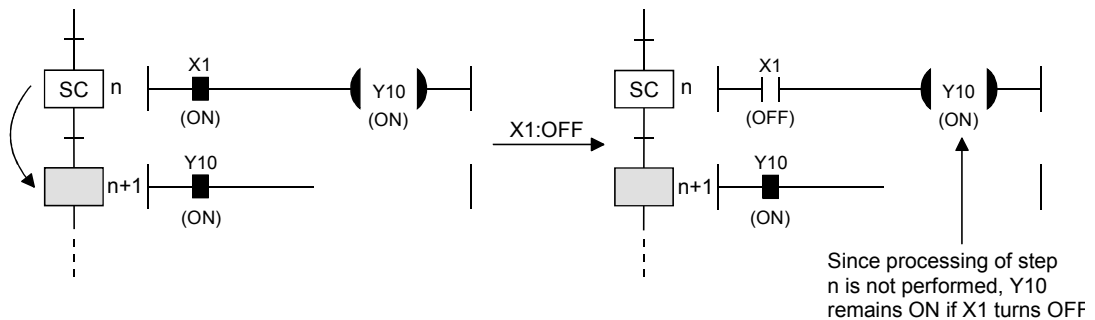 X1
SC n Y10
(ON) (ON)
X1:OFF
Y10
n+1
(ON)
X1
SC n Y10
(OFF) (ON)
Y10
n+1
(ON)
Since processing of step
n is not performed, Y10
remains ON if X1 turns OFF